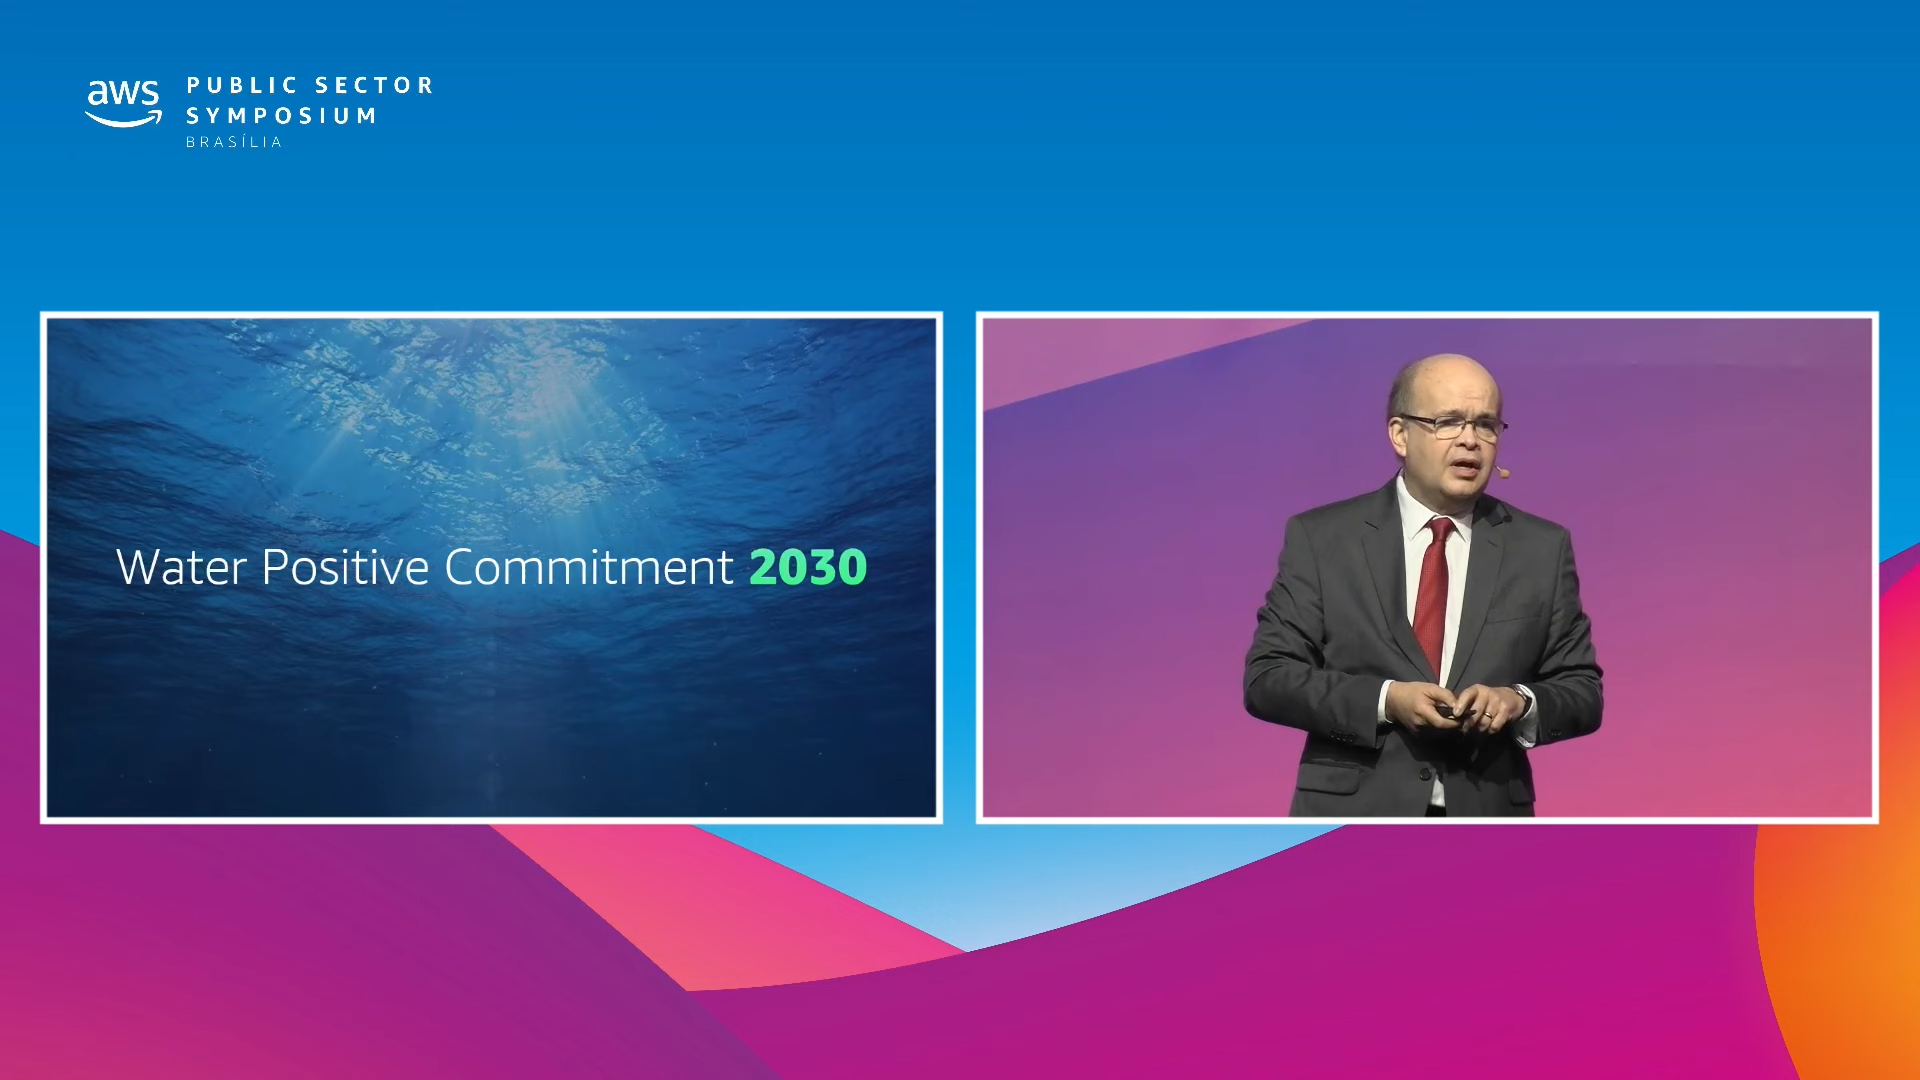 aws
PUBLIC SECTOR
SYMPOSIUM
BRASÍLIA
Water Positive Commitment 2030